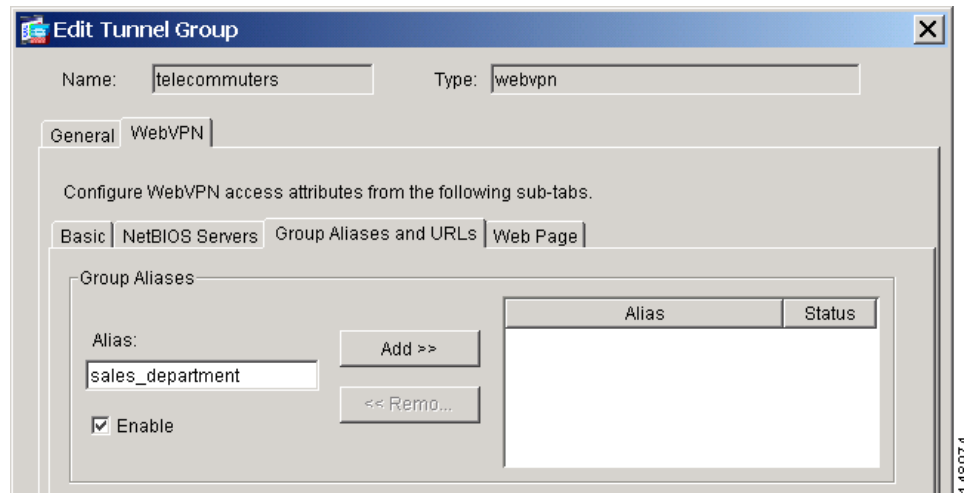 Edit Tunnel Group
Name: telecommuters Type: webvpn
General WebVPN
Configure WebVPN access attributes from the following sub-tabs.
Basic NetBIOS Servers Group Aliases and URLs Web Page
Group Aliases
Alias Status
Alias:
Add >>
sales_department
<< Remo...
Enable